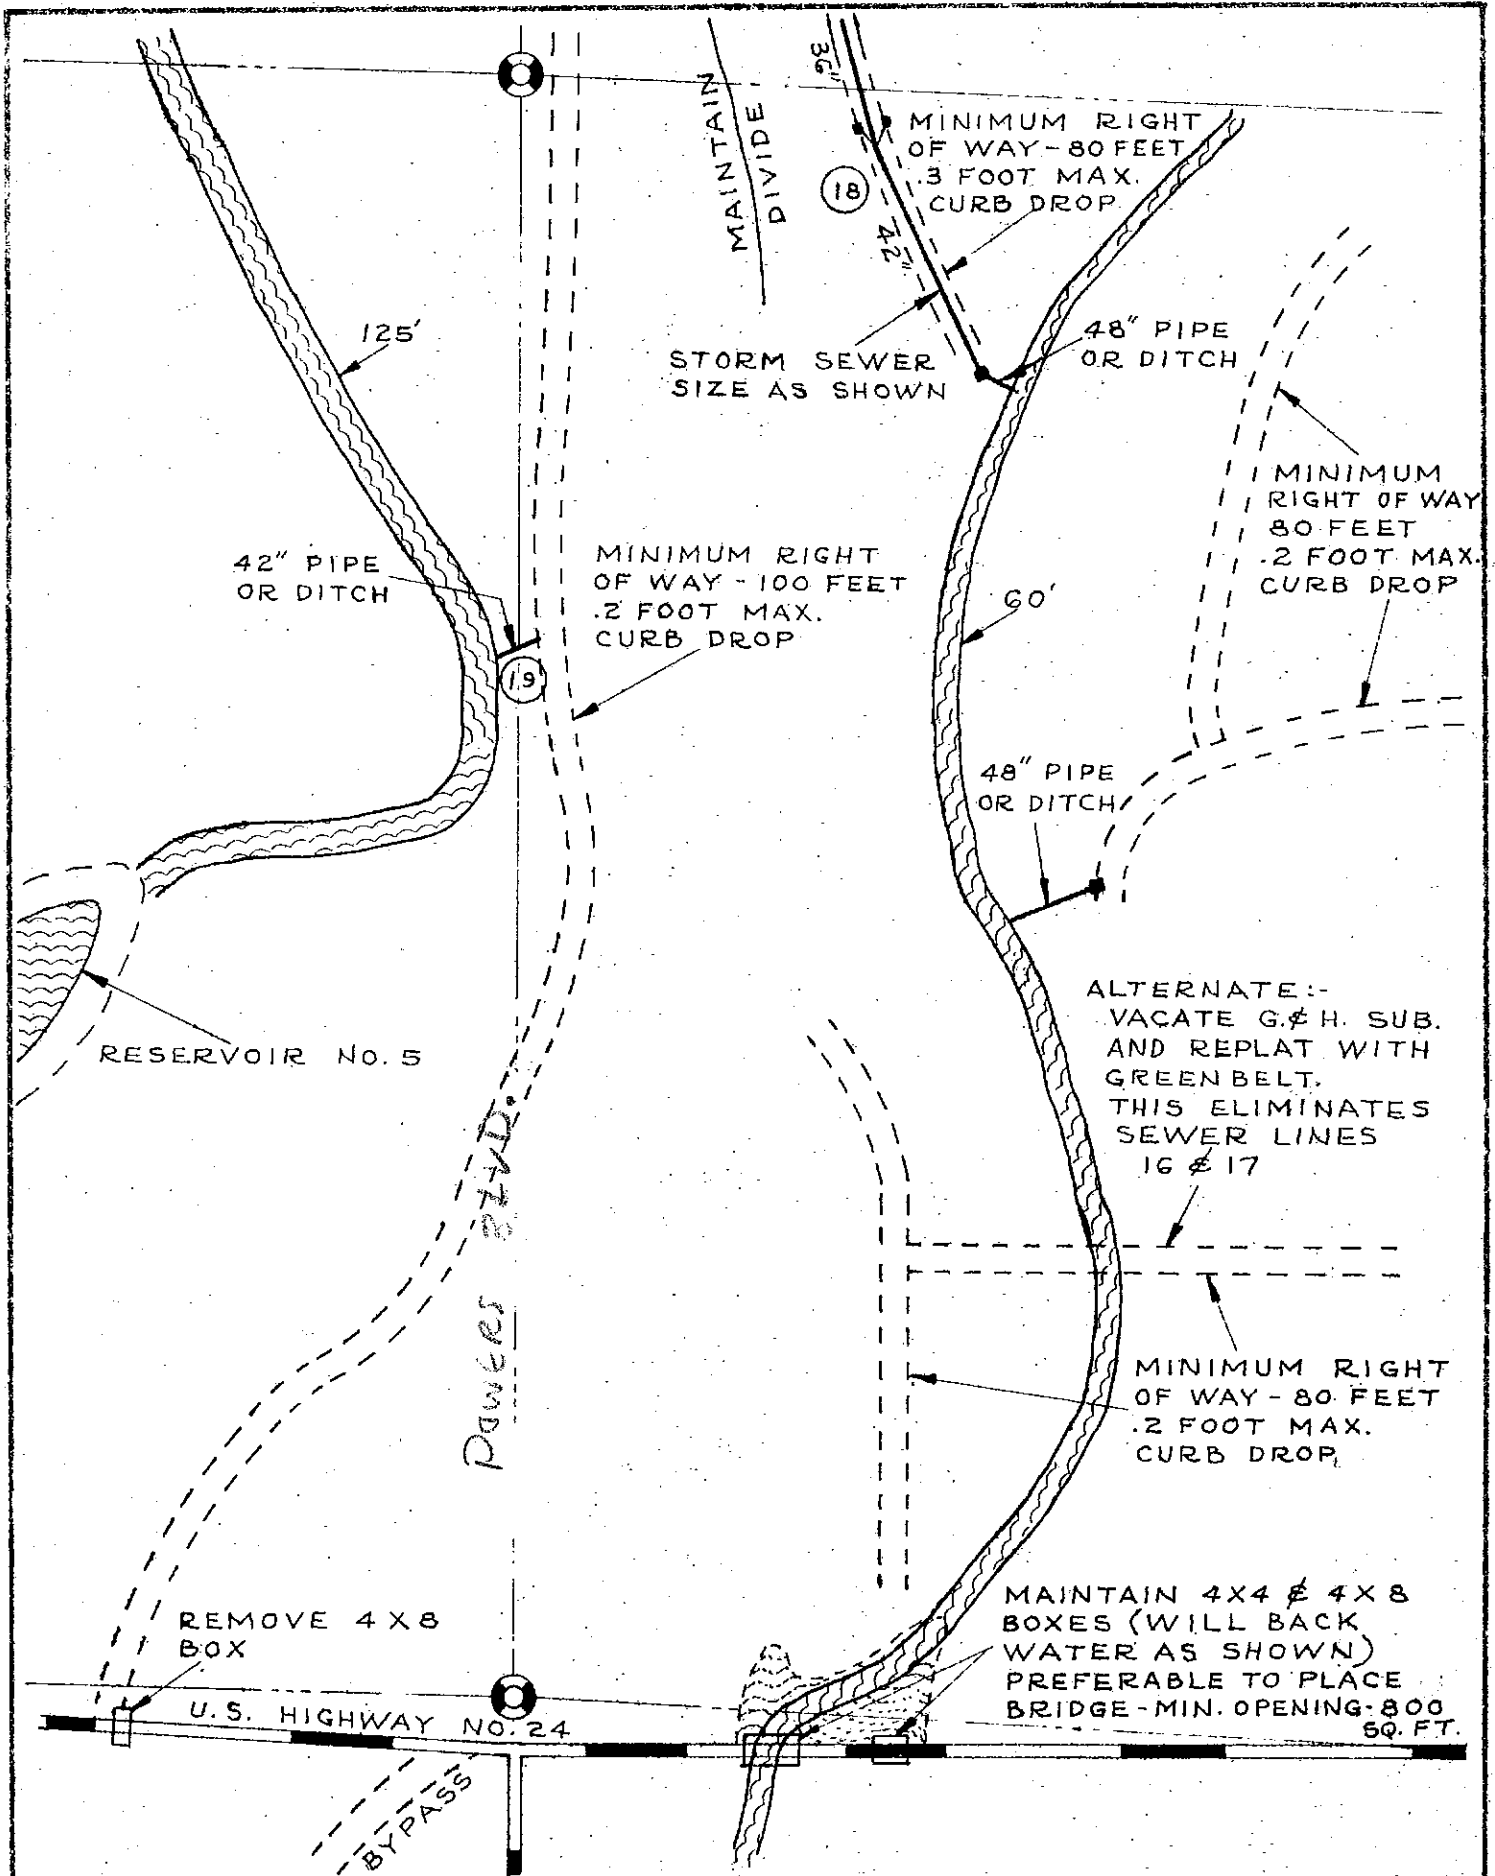 MAINTAIN
DIVIDE
36"
MINIMUM RIGHT
OF WAY - 80 FEET
.3 FOOT MAX.
CURB DROP
18
42"
125'
STORM SEWER
SIZE AS SHOWN
48" PIPE
OR DITCH
MINIMUM
RIGHT OF WAY
80 FEET
.2 FOOT MAX.
CURB DROP
42" PIPE
OR DITCH
MINIMUM RIGHT
OF WAY - 100 FEET
.2 FOOT MAX.
CURB DROP
60'
19
48" PIPE
OR DITCH
RESERVOIR NO. 5
ALTERNATE:-
VACATE G. & H. SUB.
AND REPLAT WITH
GREEN BELT.
THIS ELIMINATES
SEWER LINES
16 & 17
Powers BLVD.
MINIMUM RIGHT
OF WAY - 80 FEET
.2 FOOT MAX.
CURB DROP
REMOVE 4 X 8
BOX
MAINTAIN 4X4 & 4 X 8
BOXES (WILL BACK
WATER AS SHOWN)
PREFERABLE TO PLACE
BRIDGE - MIN. OPENING - 800
SQ. FT.
U.S. HIGHWAY NO. 24
BYPASS